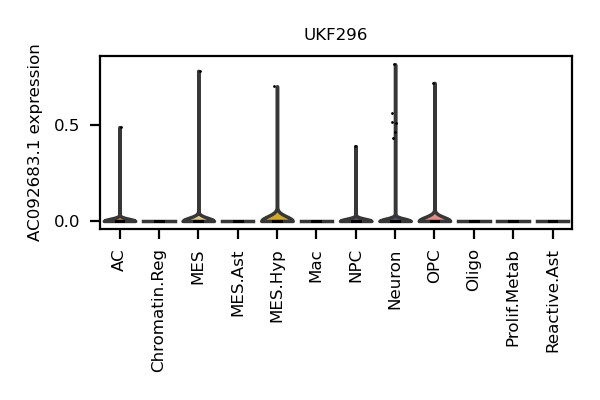 UKF296
AC092683.1 expression
0.5
0.0
AC
Chromatin.Reg
MES
MES.Ast
MES.Hyp
Mac
NPC
Neuron
OPC
Oligo
Prolif.Metab
Reactive.Ast